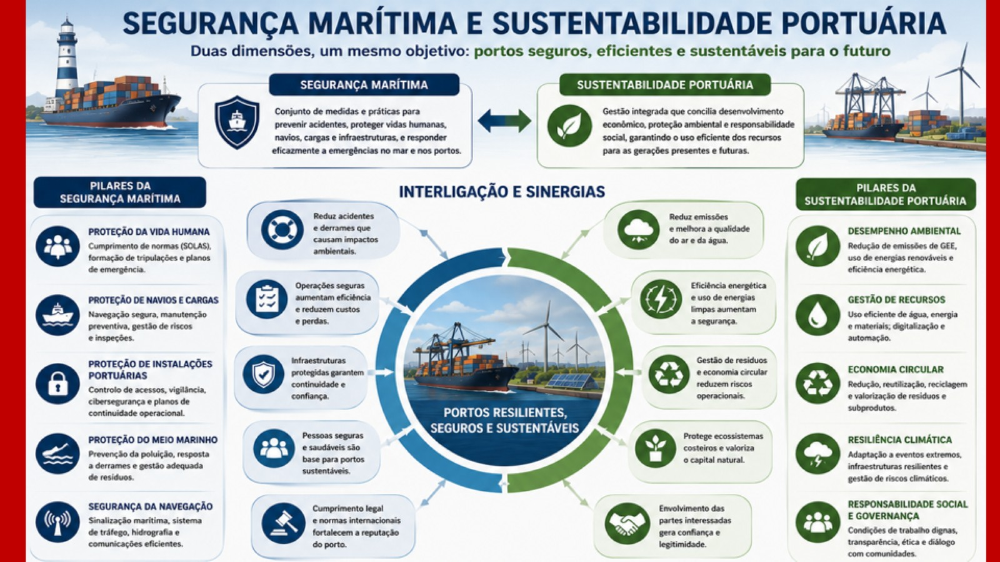 SEGURANÇA MARÍTIMA E SUSTENTABILIDADE PORTUÁRIA
Duas dimensões, um mesmo objetivo: portos seguros, eficientes e sustentáveis para o futuro
SEGURANÇA MARÍTIMA
Conjunto de medidas e práticas para
prevenir acidentes, proteger vidas humanas,
navios, cargas e infraestruturas, e responder
eficazmente a emergências no mar e nos portos.
SUSTENTABILIDADE PORTUÁRIA
Gestão integrada que concilia desenvolvimento
econômico, proteção ambiental e responsabilidade
social, garantindo o uso eficiente dos recursos
para as gerações presentes e futuras.
PILARES DA
SEGURANÇA MARÍTIMA
PROTEÇÃO DA VIDA HUMANA
Cumprimento de normas (SOLAS),
formação de tripulações e planos
de emergência.
PROTEÇÃO DE NAVIOS E CARGAS
Navegação segura, manutenção
preventiva, gestão de riscos
e inspeções.
PROTEÇÃO DE INSTALAÇÕES
PORTUÁRIAS
Controlo de acessos, vigilância,
cibersegurança e planos de
continuidade operacional.
PROTEÇÃO DO MEIO MARINHO
Prevenção da poluição, resposta
a derrames e gestão adequada
de resíduos.
SEGURANÇA DA NAVEGAÇÃO
Sinalização marítima, sistema
de tráfego, hidrografia e
comunicações eficientes.
INTERLIGAÇÃO E SINERGIAS
Reduz acidentes
e derrames que
causam impactos
ambientais.
Operações seguras
aumentam eficiência
e reduzem custos
e perdas.
Infraestruturas
protegidas garantem
continuidade e
confiança.
Pessoas seguras
e saudáveis são
base para portos
sustentáveis.
Cumprimento legal
e normas internacionais
fortalecem a reputação
do porto.
PORTOS RESILIENTES,
SEGUROS E SUSTENTÁVEIS
Reduz emissões
e melhora a qualidade
do ar e da água.
Eficiência energética
e uso de energias
limpas aumentam
a segurança.
Gestão de resíduos
e economia circular
reduzem riscos
operacionais.
Protege ecossistemas
costeiros e valoriza
o capital natural.
Envolvimento das
partes interessadas
gera confiança e
legitimidade.
PILARES DA
SUSTENTABILIDADE PORTUÁRIA
DESEMPENHO AMBIENTAL
Redução de emissões de GEE,
uso de energias renováveis e
eficiência energética.
GESTÃO DE RECURSOS
Uso eficiente de água, energia
e materiais; digitalização e
automação.
ECONOMIA CIRCULAR
Redução, reutilização, reciclagem
e valorização de resíduos e
subprodutos.
RESILIÊNCIA CLIMÁTICA
Adaptação a eventos extremos,
infraestruturas resilientes e
gestão de riscos climáticos.
RESPONSABILIDADE SOCIAL
E GOVERNANÇA
Condições de trabalho dignas,
transparência, ética e diálogo
com comunidades.